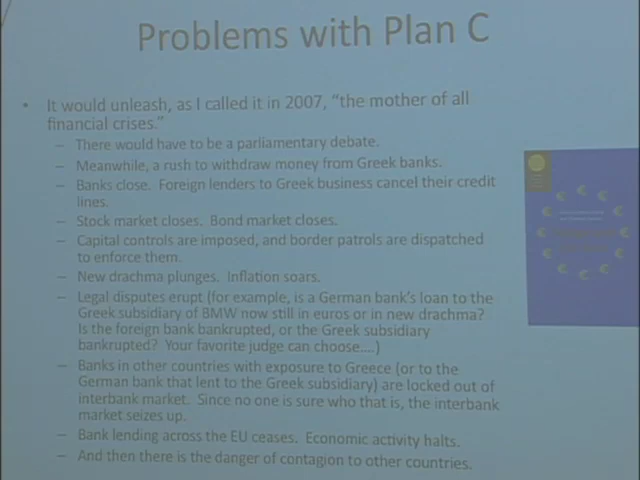 Problems with Plan C
• It would unleash, as I called it in 2007, "the mother of all
financial crises."
– There would have to be a parliamentary debate.
– Meanwhile, a rush to withdraw money from Greek banks.
– Banks close. Foreign lenders to Greek business cancel their credit
lines.
– Stock market closes. Bond market closes.
– Capital controls are imposed, and border patrols are dispatched
to enforce them.
– New drachma plunges. Inflation soars.
– Legal disputes erupt (for example, is a German bank's loan to the
Greek subsidiary of BMW now still in euros or in new drachma?
Is the foreign bank bankrupted, or the Greek subsidiary
bankrupted? Your favorite judge can choose....)
– Banks in other countries with exposure to Greece (or to the
German bank that lent to the Greek subsidiary) are locked out of
interbank market. Since no one is sure who that is, the interbank
market seizes up.
– Bank lending across the EU ceases. Economic activity halts.
– And then there is the danger of contagion to other countries.